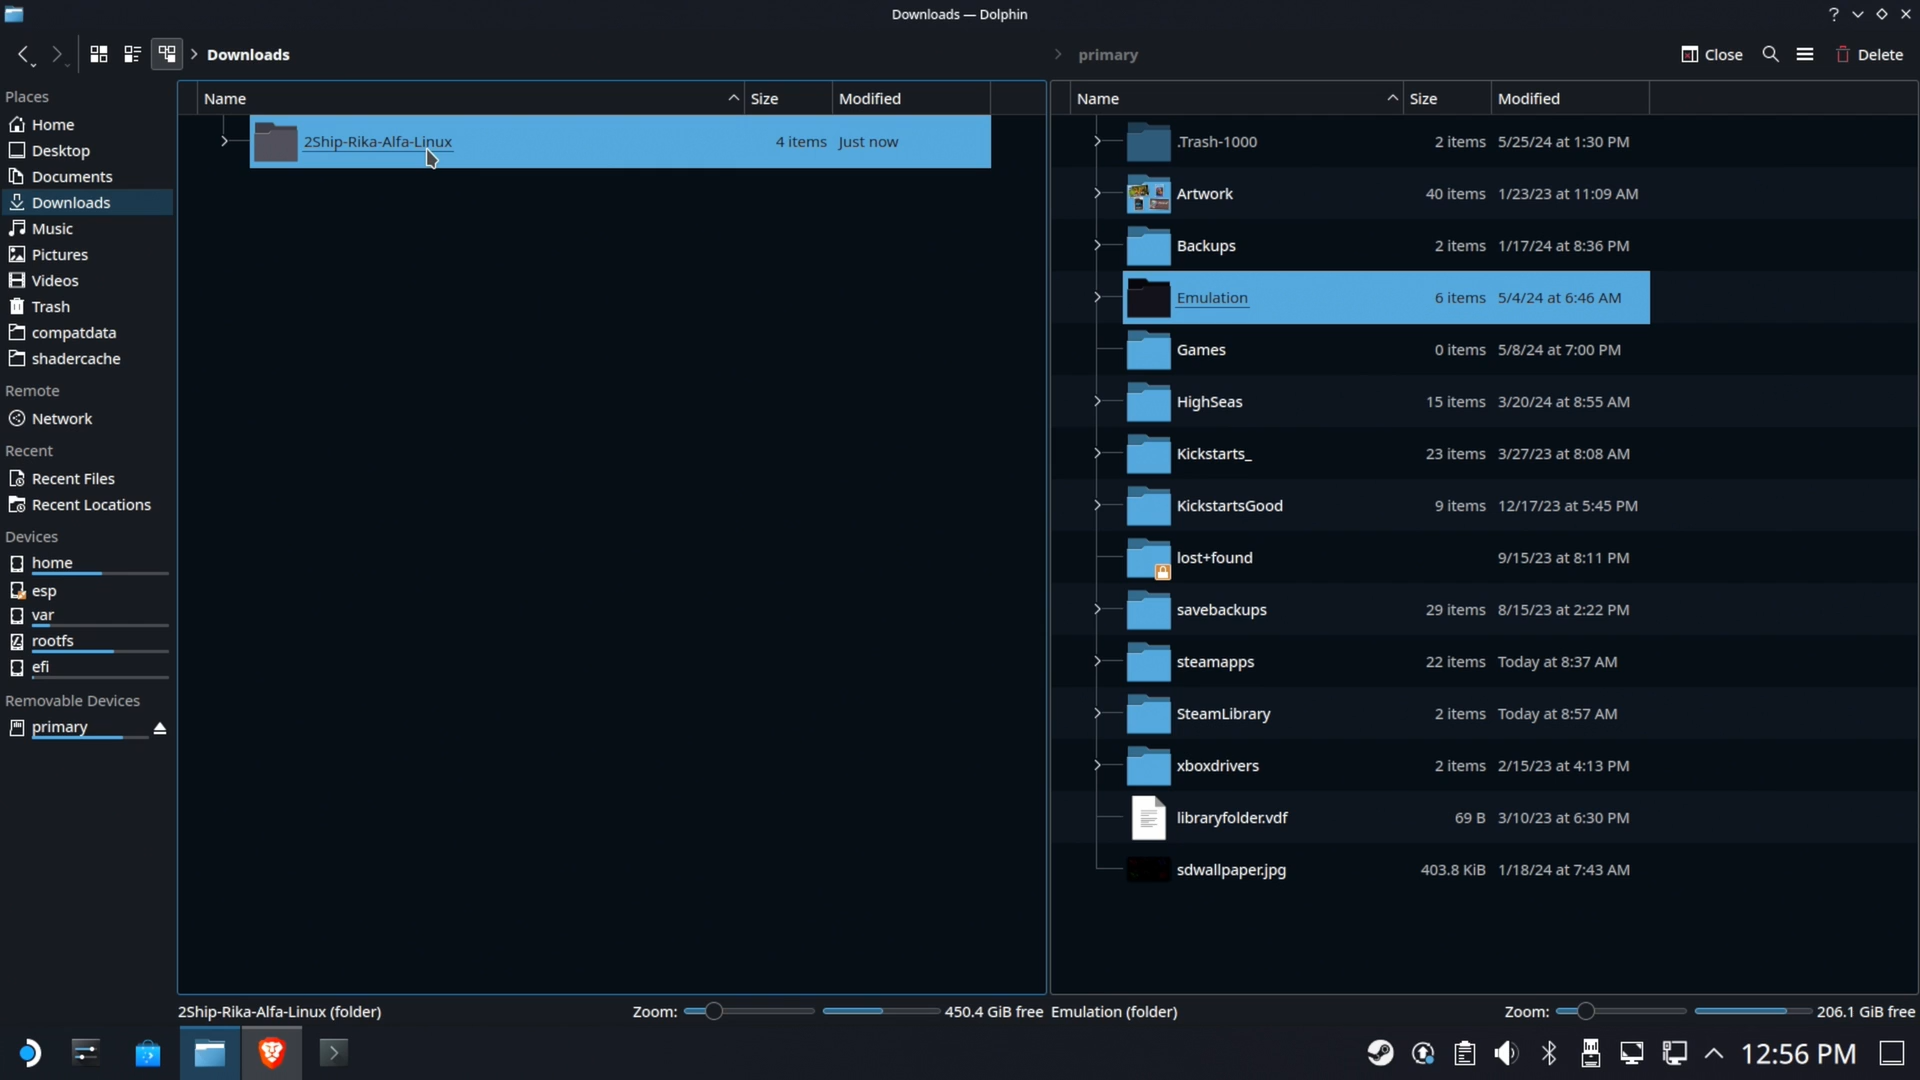 Downloads — Dolphin
Downloads
primary
Close
Delete
Places
Home
Desktop
Documents
Downloads
Music
Pictures
Videos
Trash
compatdata
shadercache
Remote
Network
Recent
Recent Files
Recent Locations
Devices
home
esp
var
rootfs
efi
Removable Devices
primary
Name Size Modified
2Ship-Rika-Alfa-Linux 4 items Just now
Name Size Modified
.Trash-1000 2 items 5/25/24 at 1:30 PM
Artwork 40 items 1/23/23 at 11:09 AM
Backups 2 items 1/17/24 at 8:36 PM
Emulation 6 items 5/4/24 at 6:46 AM
Games 0 items 5/8/24 at 7:00 PM
HighSeas 15 items 3/20/24 at 8:55 AM
Kickstarts_ 23 items 3/27/23 at 8:08 AM
KickstartsGood 9 items 12/17/23 at 5:45 PM
lost+found 9/15/23 at 8:11 PM
savebackups 29 items 8/15/23 at 2:22 PM
steamapps 22 items Today at 8:37 AM
SteamLibrary 2 items Today at 8:57 AM
xboxdrivers 2 items 2/15/23 at 4:13 PM
libraryfolder.vdf 69 B 3/10/23 at 6:30 PM
sdwallpaper.jpg 403.8 KiB 1/18/24 at 7:43 AM
2Ship-Rika-Alfa-Linux (folder) Zoom: 450.4 GiB free
Emulation (folder) Zoom: 206.1 GiB free
12:56 PM